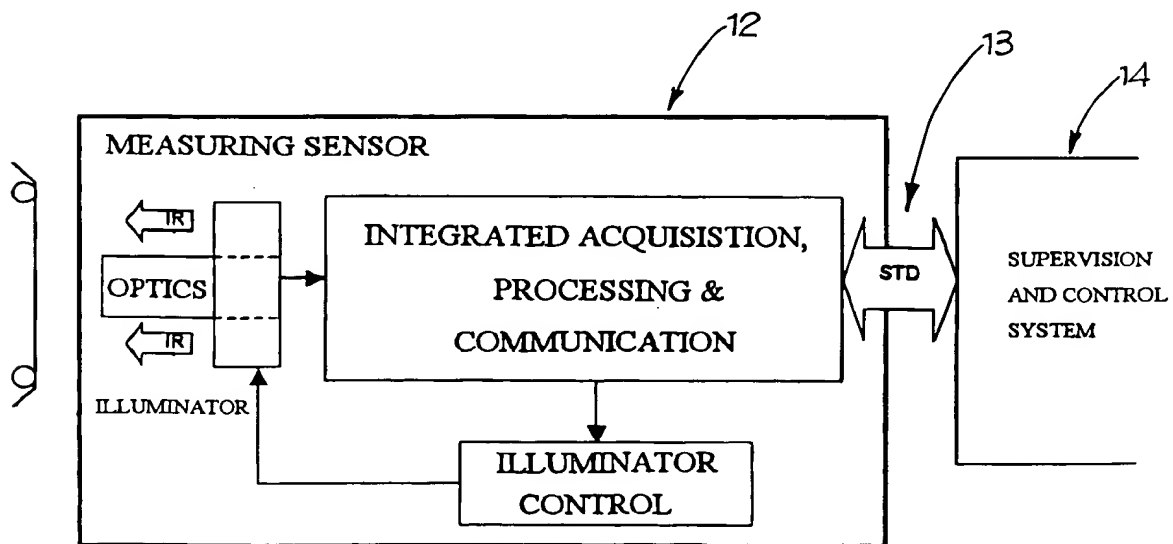 12
13
14
MEASURING SENSOR
IR
OPTICS
IR
ILLUMINATOR
INTEGRATED ACQUISISTION,
PROCESSING &
COMMUNICATION
STD
SUPERVISION
AND CONTROL
SYSTEM
ILLUMINATOR
CONTROL